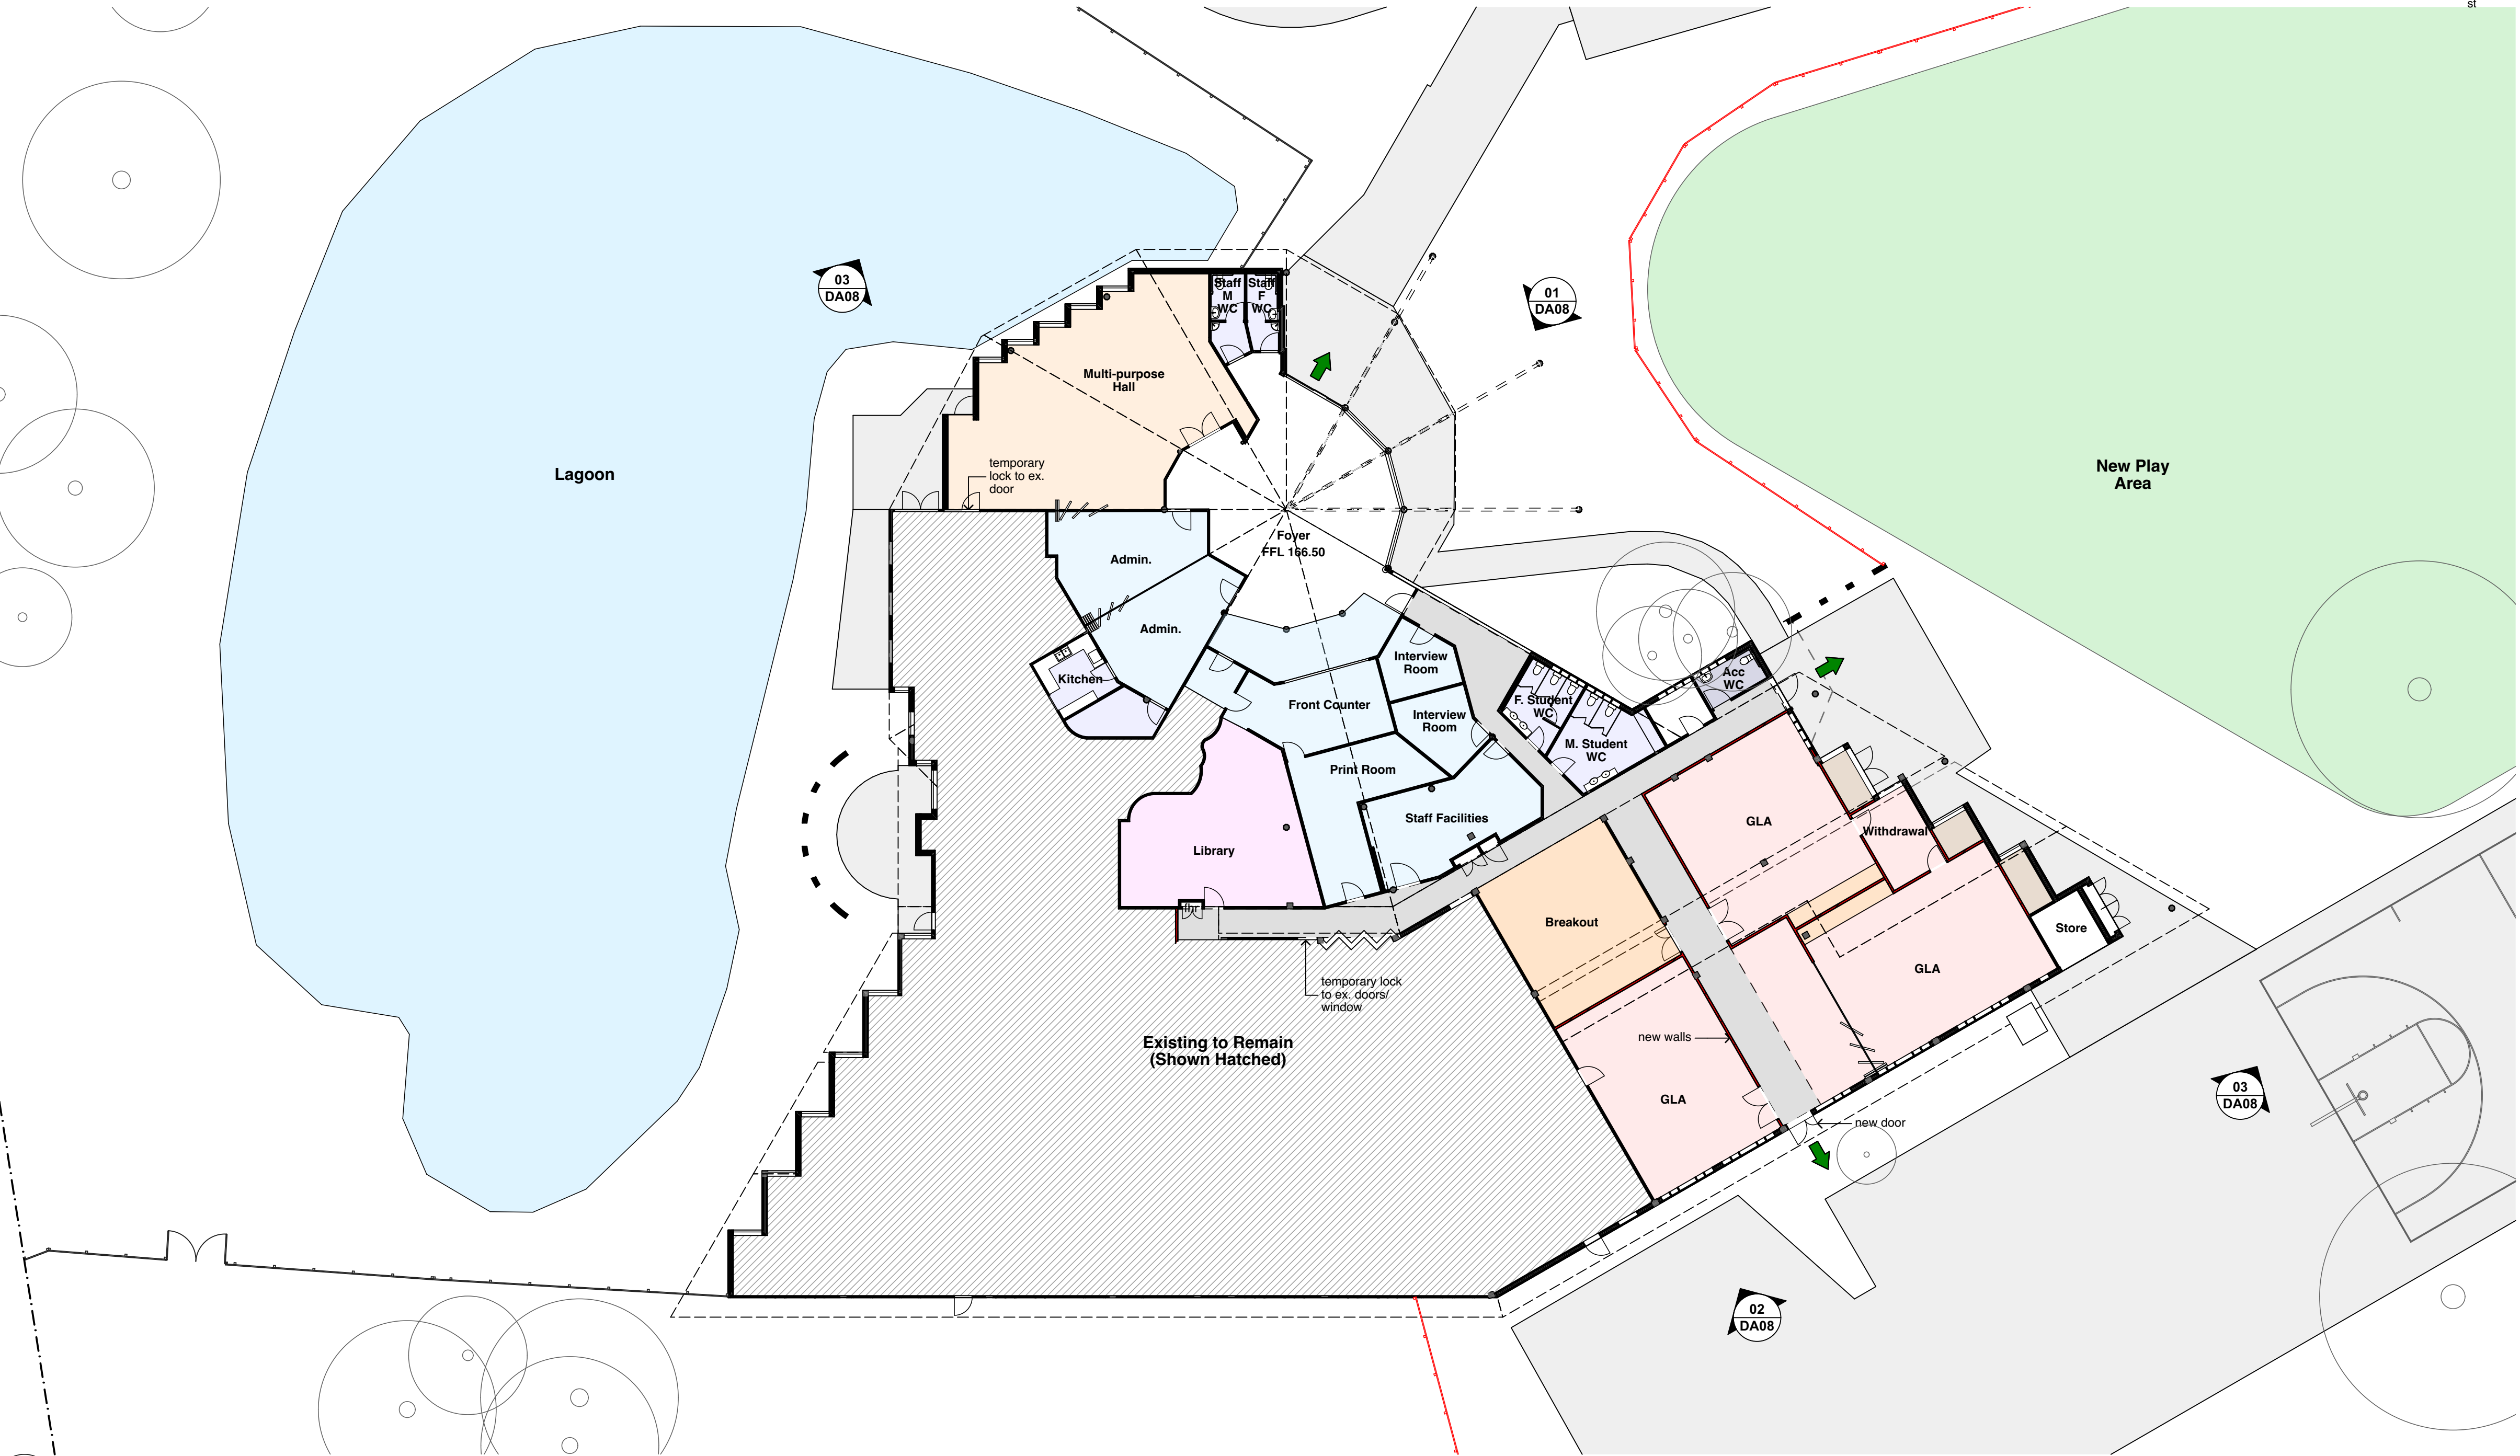 st
03
DA08
01
DA08
Staff
M
WC
Staff
F
WC
Multi-purpose
Hall
temporary
lock to ex.
door
Lagoon
New Play
Area
Foyer
FFL 166.50
Admin.
Admin.
Kitchen
Interview
Room
Front Counter
Interview
Room
F. Student
WC
M. Student
WC
Acc
WC
Print Room
Staff Facilities
Library
fhr
GLA
Withdrawal
Breakout
GLA
Store
temporary lock
to ex. doors/
window
Existing to Remain
(Shown Hatched)
new walls
GLA
new door
03
DA08
02
DA08